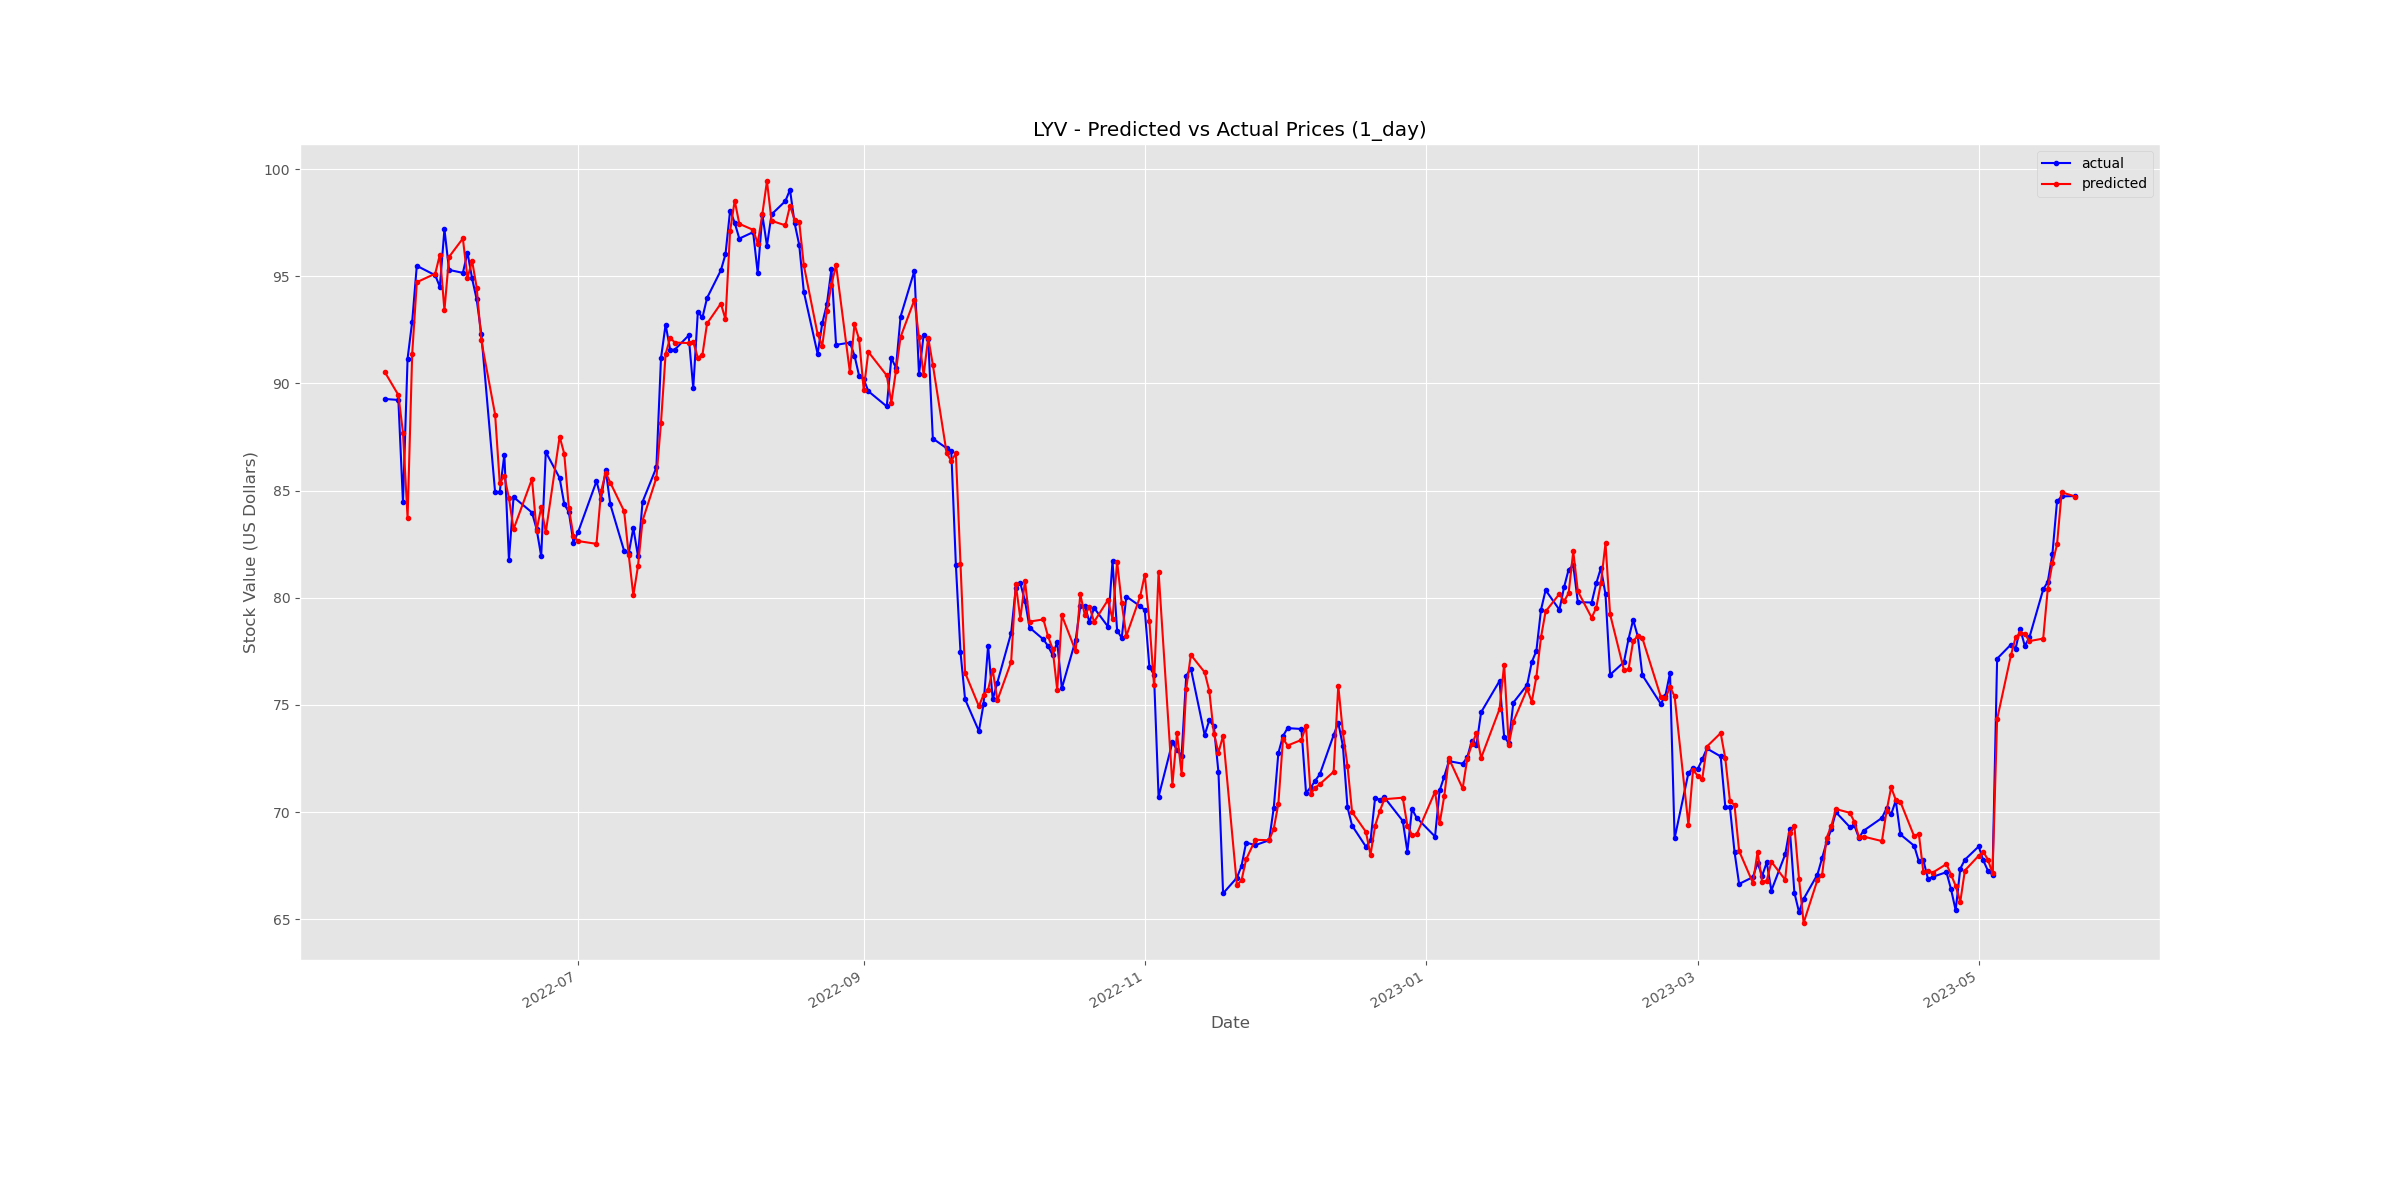 LYV - Predicted vs Actual Prices (1_day)
actual
predicted
100
95
90
85
80
75
70
65
Stock Value (US Dollars)
2022-07
2022-09
2022-11
2023-01
2023-03
2023-05
Date